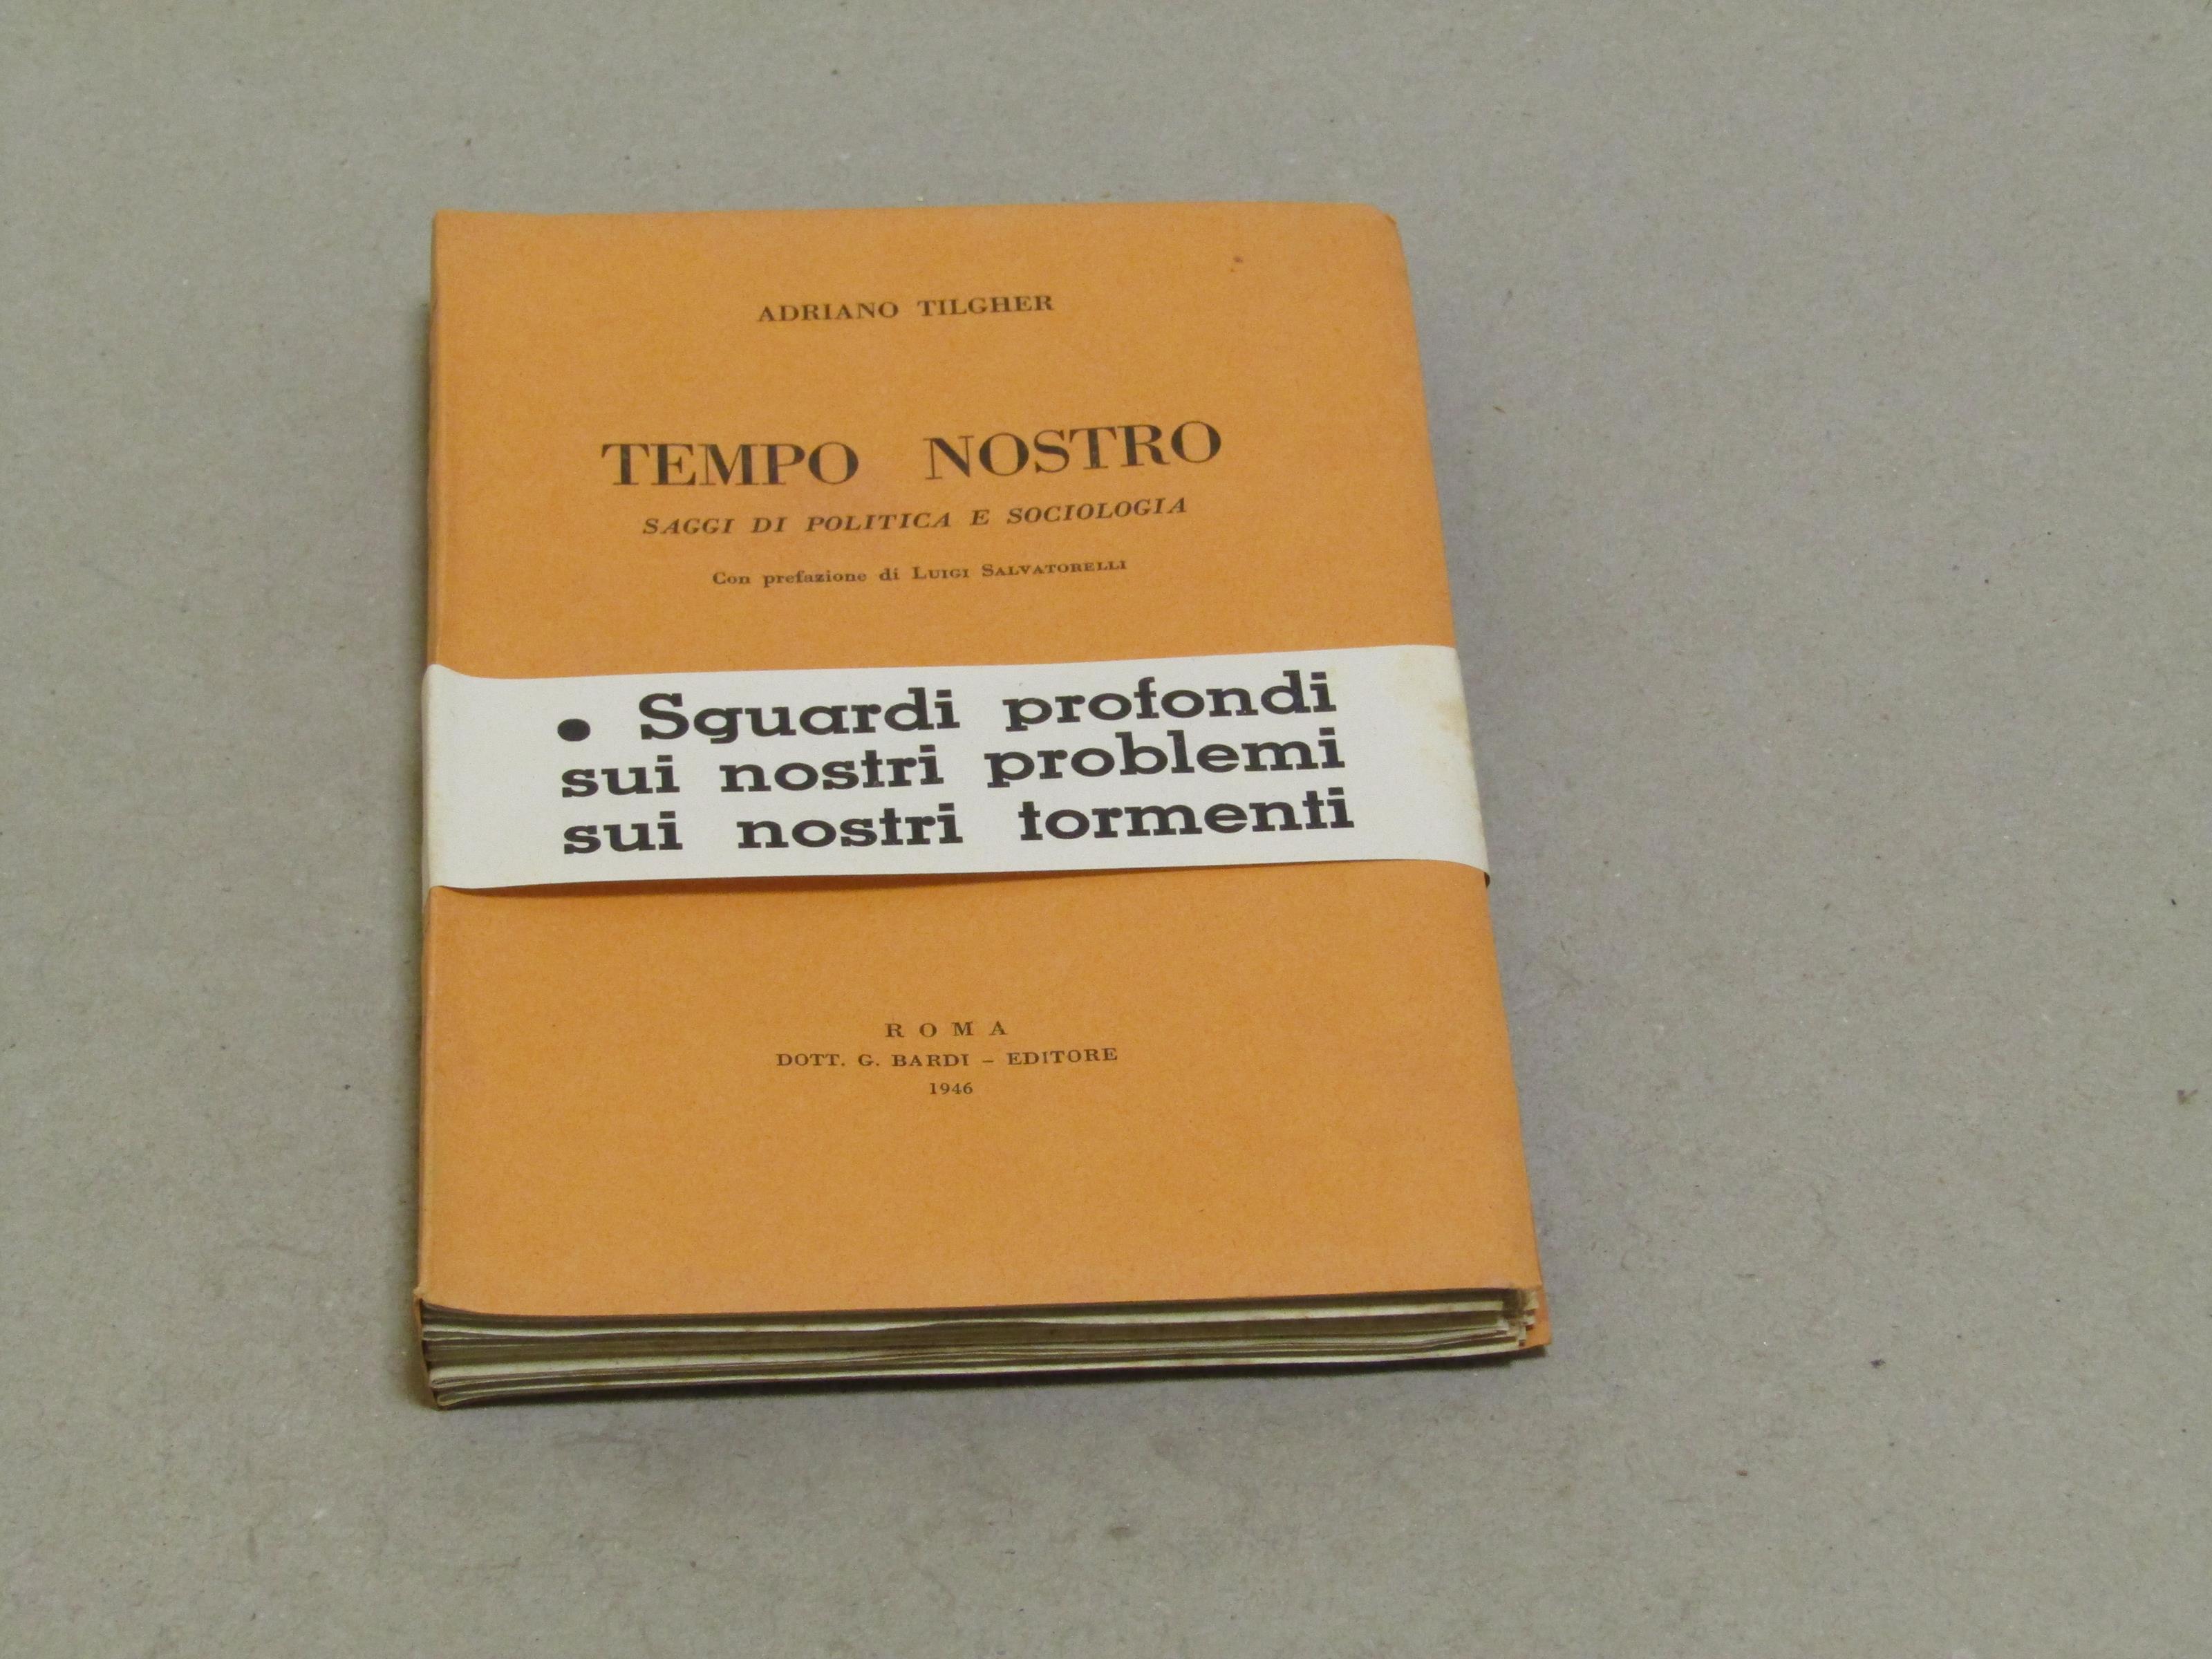 ADRIANO TILGHER
TEMPO NOSTRO
SAGGI DI POLITICA E SOCIOLOGIA
Con prefazione di LUIGI SALVATORELLI
• Sguardi profondi
sui nostri problemi
sui nostri tormenti
ROMA
DOTT. G. BARDI – EDITORE
1946